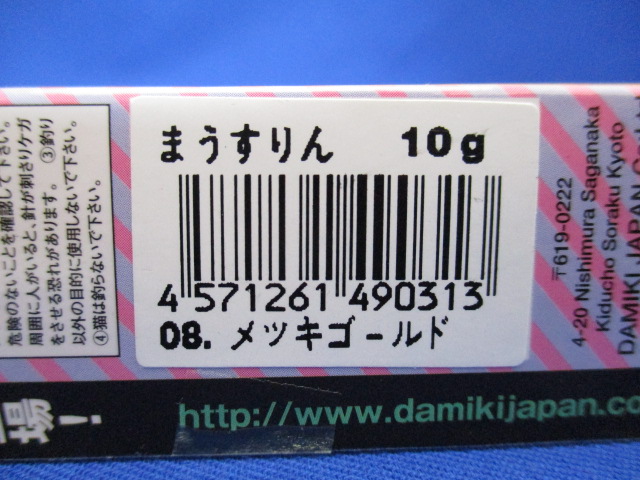 まうすりん 10g
4 571261 490313
08. メツキゴールド
危険のないことを確認して下さい。
周囲に人がいると、針が刺さりケガ
をさせる恐れがあります。 ③釣り
以外の目的に使用しないで下さい。
④猫は釣らないで下さい。
〒619-0222
4-20 Nishimura Saganaka
Kiducho Soraku Kyoto
DAMIKI JAPAN
場!
http://www.damikijapan.co